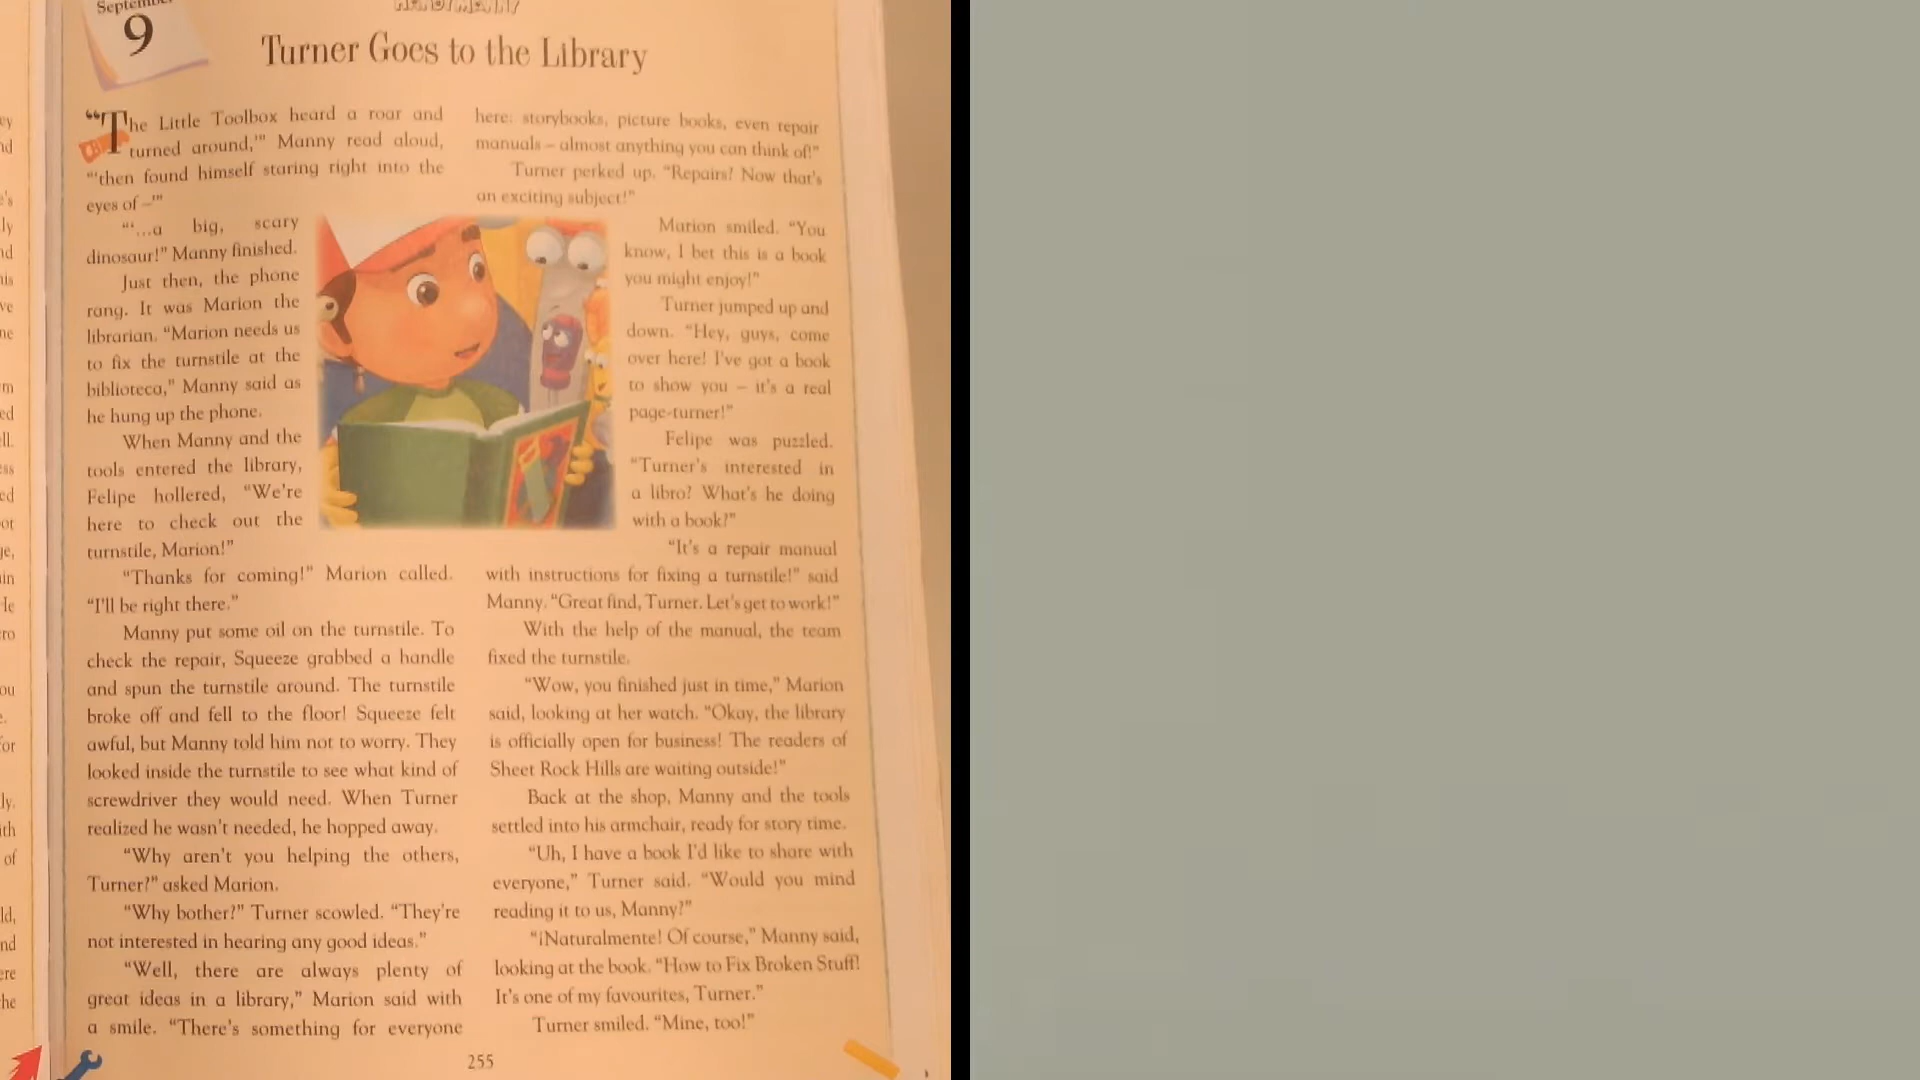 September
9
HANDY MANNY
Turner Goes to the Library
“The Little Toolbox heard a roar and
turned around,’” Manny read aloud,
“‘then found himself staring right into the
eyes of –’”
“‘…a big, scary
dinosaur!” Manny finished.
Just then, the phone
rang. It was Marion the
librarian. “Marion needs us
to fix the turnstile at the
biblioteca,” Manny said as
he hung up the phone.
When Manny and the
tools entered the library,
Felipe hollered, “We’re
here to check out the
turnstile, Marion!”
“Thanks for coming!” Marion called.
“I’ll be right there.”
Manny put some oil on the turnstile. To
check the repair, Squeeze grabbed a handle
and spun the turnstile around. The turnstile
broke off and fell to the floor! Squeeze felt
awful, but Manny told him not to worry. They
looked inside the turnstile to see what kind of
screwdriver they would need. When Turner
realized he wasn’t needed, he hopped away.
“Why aren’t you helping the others,
Turner?” asked Marion.
“Why bother?” Turner scowled. “They’re
not interested in hearing any good ideas.”
“Well, there are always plenty of
great ideas in a library,” Marion said with
a smile. “There’s something for everyone
here: storybooks, picture books, even repair
manuals – almost anything you can think of!”
Turner perked up. “Repairs? Now that’s
an exciting subject!”
Marion smiled. “You
know, I bet this is a book
you might enjoy!”
Turner jumped up and
down. “Hey, guys, come
over here! I’ve got a book
to show you – it’s a real
page-turner!”
Felipe was puzzled.
“Turner’s interested in
a libro? What’s he doing
with a book?”
“It’s a repair manual
with instructions for fixing a turnstile!” said
Manny. “Great find, Turner. Let’s get to work!”
With the help of the manual, the team
fixed the turnstile.
“Wow, you finished just in time,” Marion
said, looking at her watch. “Okay, the library
is officially open for business! The readers of
Sheet Rock Hills are waiting outside!”
Back at the shop, Manny and the tools
settled into his armchair, ready for story time.
“Uh, I have a book I’d like to share with
everyone,” Turner said. “Would you mind
reading it to us, Manny?”
“¡Naturalmente! Of course,” Manny said,
looking at the book. “How to Fix Broken Stuff!
It’s one of my favourites, Turner.”
Turner smiled. “Mine, too!”
255